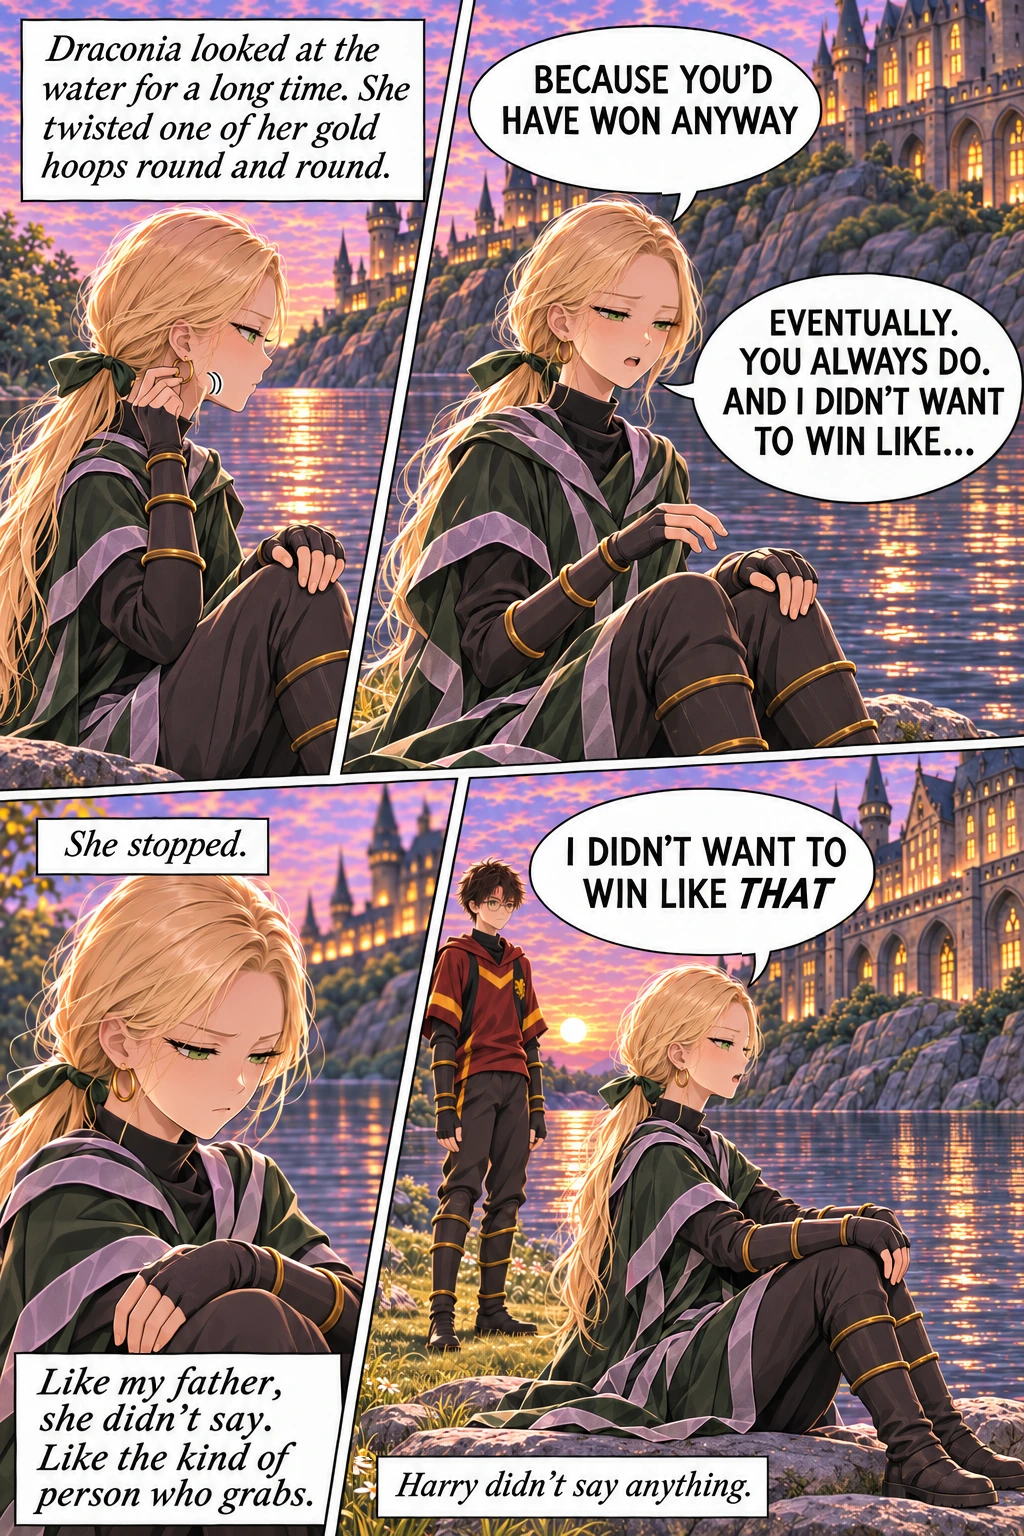 Draconia looked at the
water for a long time. She
twisted one of her gold
hoops round and round.
BECAUSE YOU'D
HAVE WON ANYWAY
EVENTUALLY.
YOU ALWAYS DO.
AND I DIDN'T WANT
TO WIN LIKE...
She stopped.
Like my father,
she didn't say.
Like the kind of
person who grabs.
I DIDN'T WANT TO
WIN LIKE THAT
Harry didn't say anything.